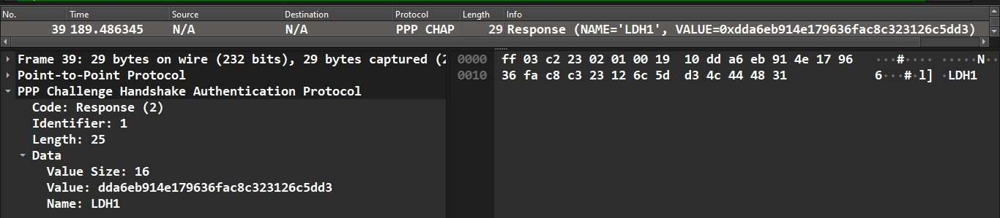 No. Time Source Destination Protocol Length Info
39 189.486345 N/A N/A PPP CHAP 29 Response (NAME='LDH1', VALUE=0xdda6eb914e179636fac8c323126c5dd3)
Frame 39: 29 bytes on wire (232 bits), 29 bytes captured (2
Point-to-Point Protocol
PPP Challenge Handshake Authentication Protocol
Code: Response (2)
Identifier: 1
Length: 25
Data
Value Size: 16
Value: dda6eb914e179636fac8c323126c5dd3
Name: LDH1
0000 ff 03 c2 23 02 01 00 19 10 dd a6 eb 91 4e 17 96 ···#···· ·····N··
0010 36 fa c8 c3 23 12 6c 5d d3 4c 44 48 31 6···#·l] ·LDH1